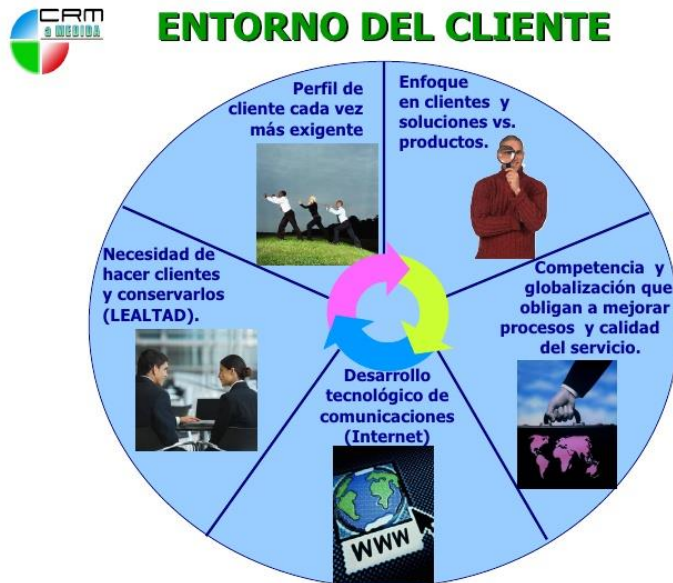 CRM
a MEDIDA
ENTORNO DEL CLIENTE
Perfil de
cliente cada vez
más exigente
Enfoque
en clientes y
soluciones vs.
productos.
Necesidad de
hacer clientes
y conservarlos
(LEALTAD).
Competencia y
globalización que
obligan a mejorar
procesos y calidad
del servicio.
Desarrollo
tecnológico de
comunicaciones
(Internet)
WWW